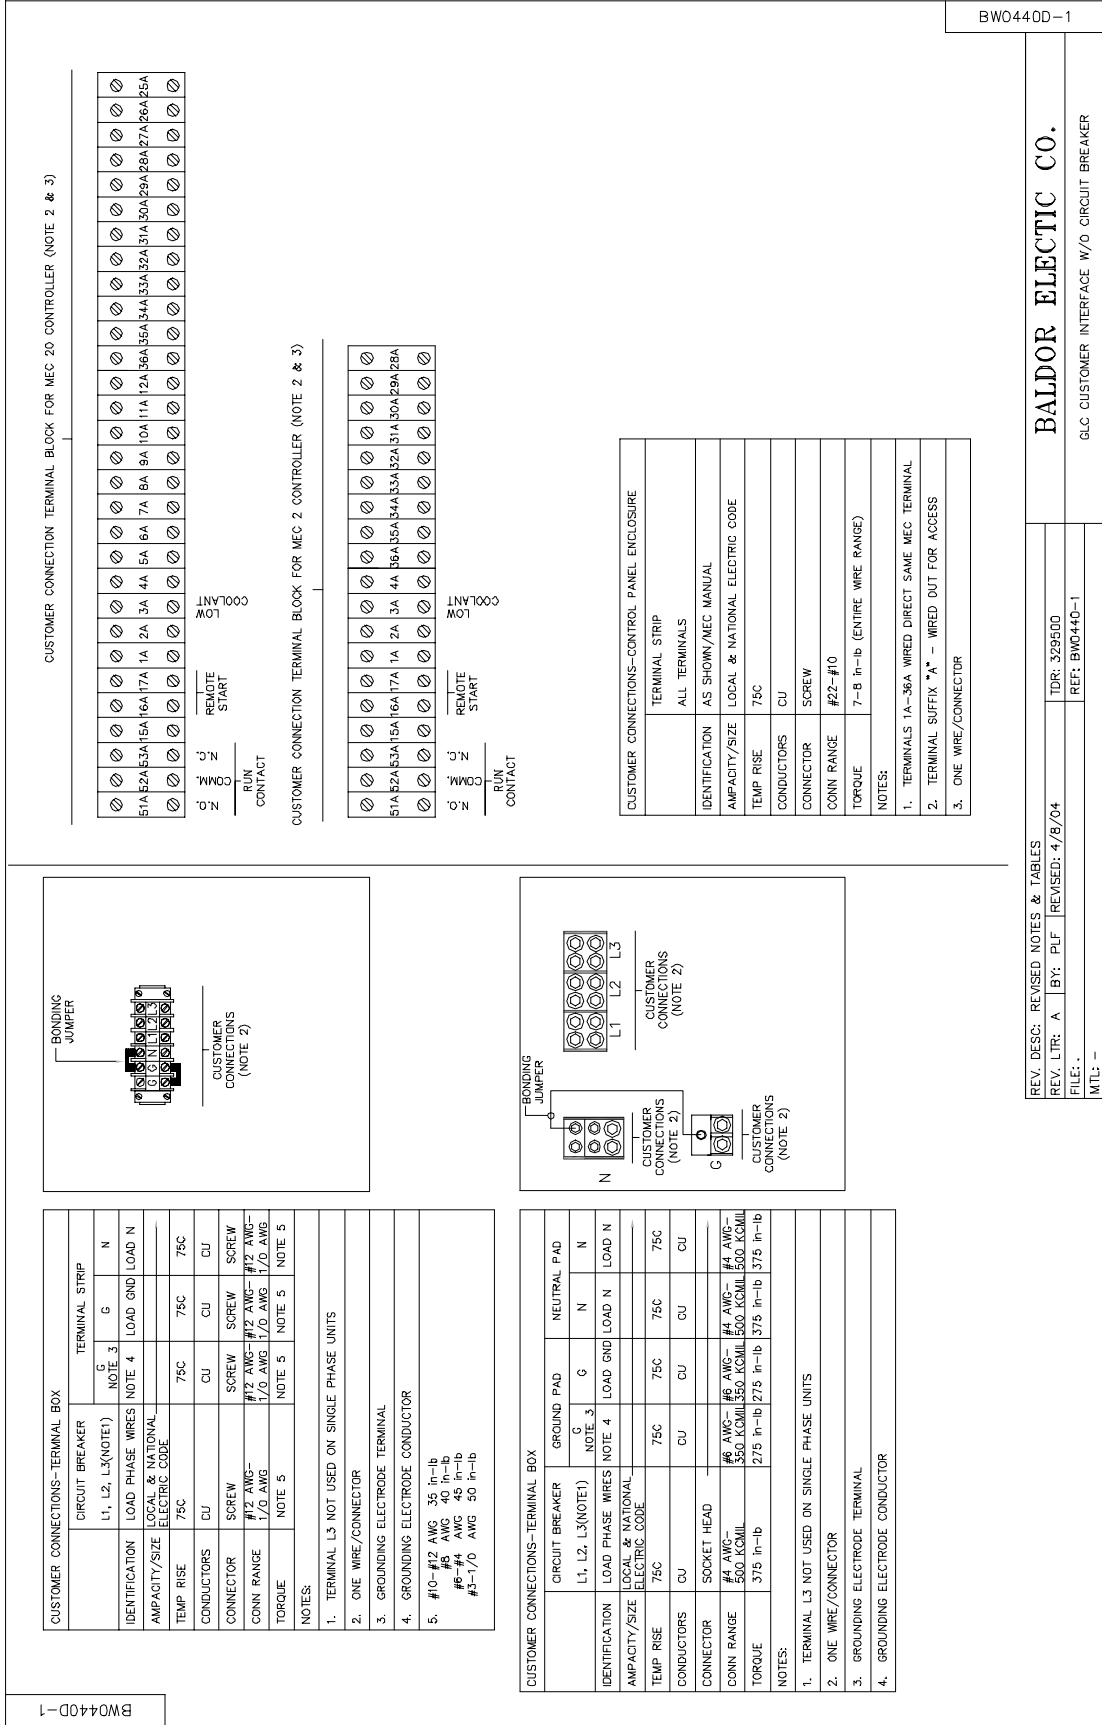 BW0440D-1
CUSTOMER CONNECTIONS-TERMINAL BOX
CIRCUIT BREAKER TERMINAL STRIP
L1, L2, L3(NOTE1) G NOTE 3 G N
IDENTIFICATION LOAD PHASE WIRES NOTE 4 LOAD GND LOAD N
AMPACITY/SIZE LOCAL & NATIONAL ELECTRIC CODE
TEMP RISE 75C 75C 75C 75C
CONDUCTORS CU CU CU CU
CONNECTOR SCREW SCREW SCREW SCREW
CONN RANGE #12 AWG-1/0 AWG #12 AWG-1/0 AWG #12 AWG-1/0 AWG #12 AWG-1/0 AWG
TORQUE NOTE 5 NOTE 5 NOTE 5 NOTE 5
NOTES:
1. TERMINAL L3 NOT USED ON SINGLE PHASE UNITS
2. ONE WIRE/CONNECTOR
3. GROUNDING ELECTRODE TERMINAL
4. GROUNDING ELECTRODE CONDUCTOR
5. #10-#12 AWG 35 in-lb
#8 AWG 40 in-lb
#6-#4 AWG 45 in-lb
#3-1/0 AWG 50 in-lb
BONDING
JUMPER
G G N L1 L2 L3
CUSTOMER
CONNECTIONS
(NOTE 2)
CUSTOMER CONNECTIONS-TERMINAL BOX
CIRCUIT BREAKER GROUND PAD NEUTRAL PAD
L1, L2, L3(NOTE1) G NOTE 3 G N N
IDENTIFICATION LOAD PHASE WIRES NOTE 4 LOAD GND LOAD N LOAD N
AMPACITY/SIZE LOCAL & NATIONAL ELECTRIC CODE
TEMP RISE 75C 75C 75C 75C 75C
CONDUCTORS CU CU CU CU CU
CONNECTOR SOCKET HEAD
CONN RANGE #4 AWG-500 KCMIL #6 AWG-350 KCMIL #6 AWG-350 KCMIL #4 AWG-500 KCMIL #4 AWG-500 KCMIL
TORQUE 375 in-lb 275 in-lb 275 in-lb 375 in-lb 375 in-lb
NOTES:
1. TERMINAL L3 NOT USED ON SINGLE PHASE UNITS
2. ONE WIRE/CONNECTOR
3. GROUNDING ELECTRODE TERMINAL
4. GROUNDING ELECTRODE CONDUCTOR
BONDING
JUMPER
N
CUSTOMER
CONNECTIONS
(NOTE 2)
G
CUSTOMER
CONNECTIONS
(NOTE 2)
L1 L2 L3
CUSTOMER
CONNECTIONS
(NOTE 2)
CUSTOMER CONNECTION TERMINAL BLOCK FOR MEC 20 CONTROLLER (NOTE 2 & 3)
51A 52A 53A 15A 16A 17A 1A 2A 3A 4A 5A 6A 7A 8A 9A 10A 11A 12A 36A 35A 34A 33A 32A 31A 30A 29A 28A 27A 26A 25A
N.O. COMM. N.C.
RUN
CONTACT
REMOTE
START
LOW
COOLANT
CUSTOMER CONNECTION TERMINAL BLOCK FOR MEC 2 CONTROLLER (NOTE 2 & 3)
51A 52A 53A 15A 16A 17A 1A 2A 3A 4A 36A 35A 34A 33A 32A 31A 30A 29A 28A
N.O. COMM. N.C.
RUN
CONTACT
REMOTE
START
LOW
COOLANT
CUSTOMER CONNECTIONS-CONTROL PANEL ENCLOSURE
TERMINAL STRIP
ALL TERMINALS
IDENTIFICATION AS SHOWN/MEC MANUAL
AMPACITY/SIZE LOCAL & NATIONAL ELECTRIC CODE
TEMP RISE 75C
CONDUCTORS CU
CONNECTOR SCREW
CONN RANGE #22-#10
TORQUE 7-8 in-lb (ENTIRE WIRE RANGE)
NOTES:
1. TERMINALS 1A-36A WIRED DIRECT SAME MEC TERMINAL
2. TERMINAL SUFFIX "A" - WIRED OUT FOR ACCESS
3. ONE WIRE/CONNECTOR
REV. DESC: REVISED NOTES & TABLES
REV. LTR: A BY: PLF REVISED: 4/8/04 TDR: 329500
FILE: . REF: BW0440-1
MTL: -
BALDOR ELECTIC CO.
GLC CUSTOMER INTERFACE W/O CIRCUIT BREAKER
BW0440D-1